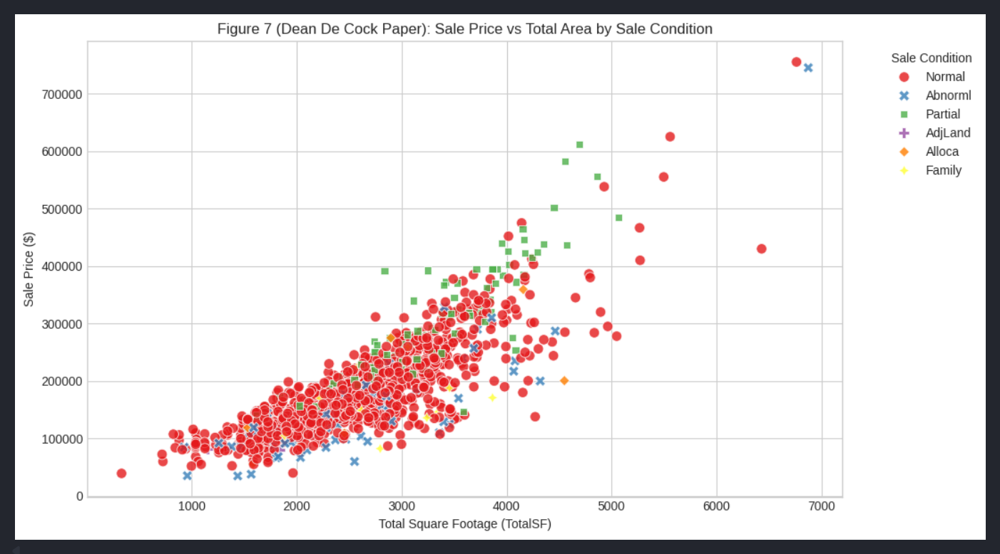 Figure 7 (Dean De Cock Paper): Sale Price vs Total Area by Sale Condition
Sale Condition
Normal
Abnorml
Partial
AdjLand
Alloca
Family
Sale Price ($)
700000
600000
500000
400000
300000
200000
100000
0
1000 2000 3000 4000 5000 6000 7000
Total Square Footage (TotalSF)